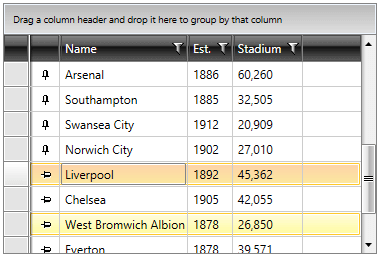 Drag a column header and drop it here to group by that column
Name Est. Stadium
Arsenal 1886 60,260
Southampton 1885 32,505
Swansea City 1912 20,909
Norwich City 1902 27,010
Liverpool 1892 45,362
Chelsea 1905 42,055
West Bromwich Albion 1878 26,850
Everton 1878 39,571